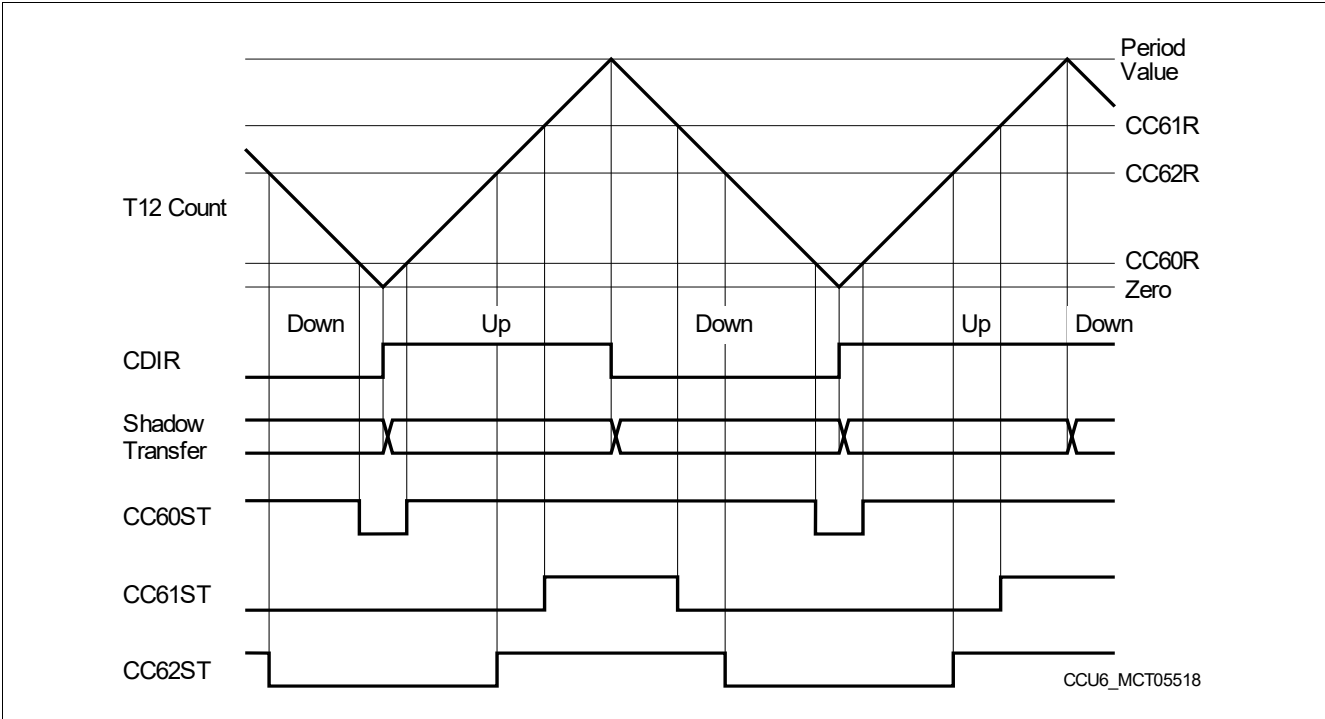 Period
Value
CC61R
CC62R
T12 Count
CC60R
Zero
Down Up Down Up Down
CDIR
Shadow
Transfer
CC60ST
CC61ST
CC62ST
CCU6_MCT05518